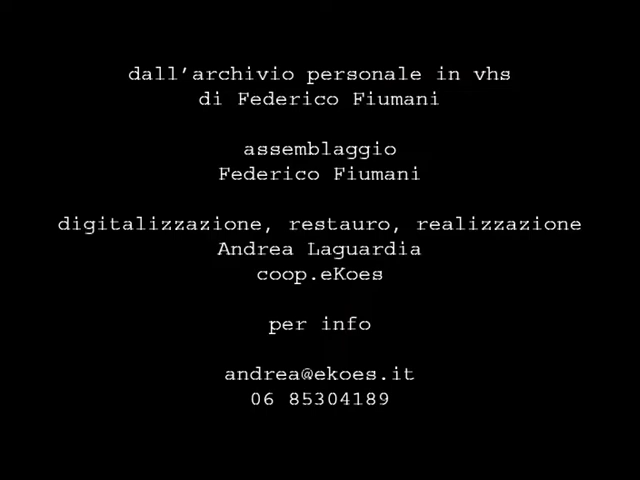 dall'archivio personale in vhs
di Federico Fiumani
assemblaggio
Federico Fiumani
digitalizzazione, restauro, realizzazione
Andrea Laguardia
coop.eKoes
per info
andrea@ekoes.it
06 85304189